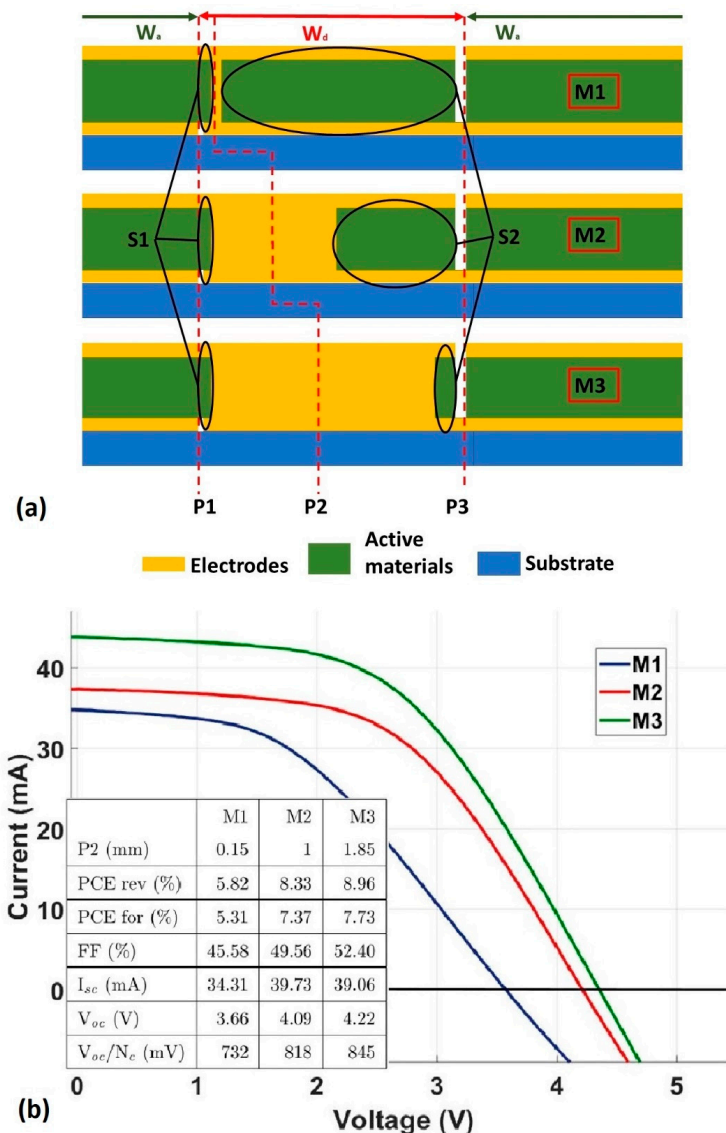 Wa Wd Wa
M1
S1 M2 S2
M3
P1 P2 P3
(a)
Electrodes Active materials Substrate
Current (mA)
40
30
20
10
0
M1
M2
M3
M1 M2 M3
P2 (mm) 0.15 1 1.85
PCE rev (%) 5.82 8.33 8.96
PCE for (%) 5.31 7.37 7.73
FF (%) 45.58 49.56 52.40
Isc (mA) 34.31 39.73 39.06
Voc (V) 3.66 4.09 4.22
Voc/Nc (mV) 732 818 845
0 1 2 3 4 5
(b)
Voltage (V)